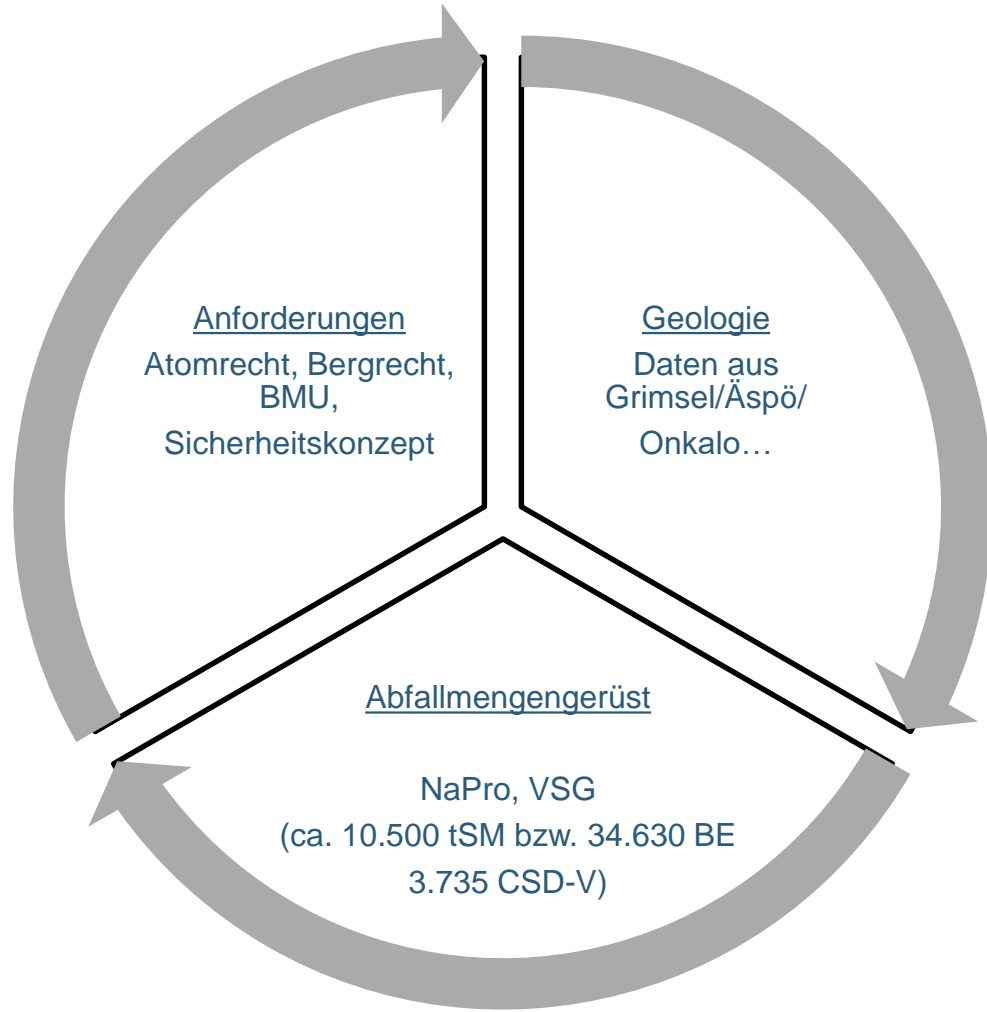 Anforderungen
Atomrecht, Bergrecht,
BMU,
Sicherheitskonzept
Geologie
Daten aus
Grimsel/Äspö/
Onkalo…
Abfallmengengerüst
NaPro, VSG
(ca. 10.500 tSM bzw. 34.630 BE
3.735 CSD-V)